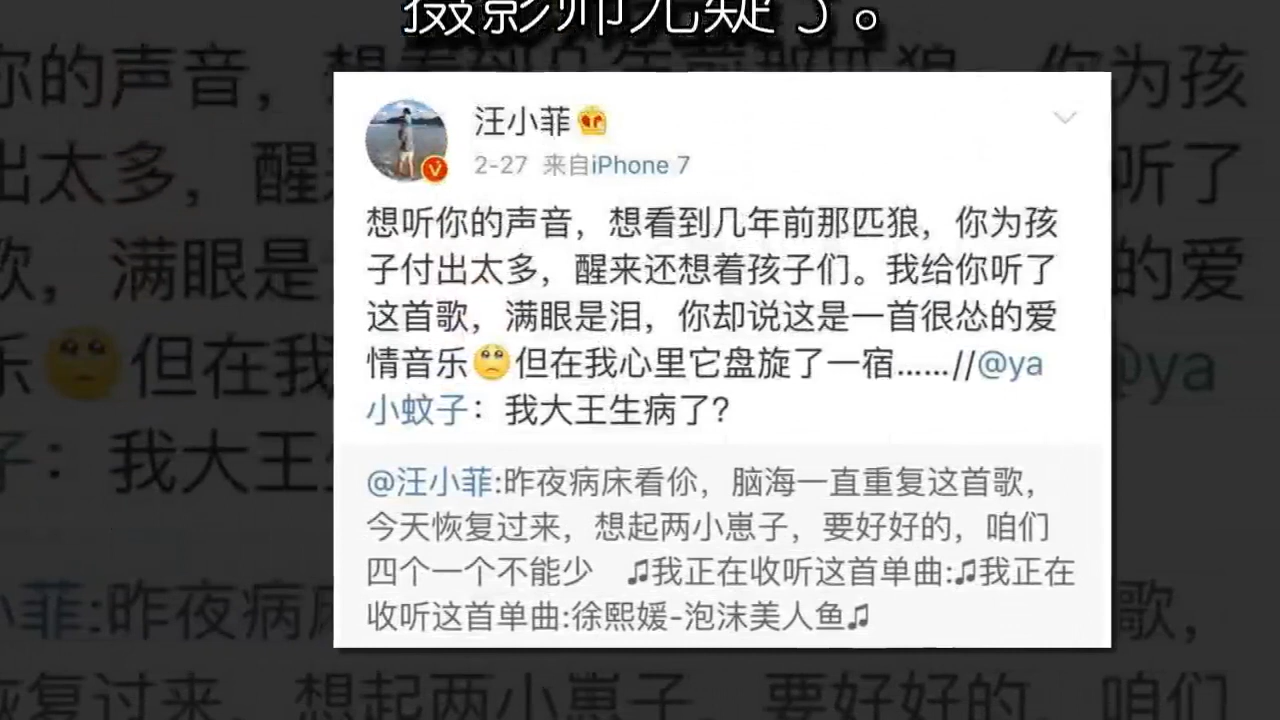 摄影师无疑了。
汪小菲
2-27 来自iPhone 7
想听你的声音，想看到几年前那匹狼，你为孩
子付出太多，醒来还想着孩子们。我给你听了
这首歌，满眼是泪，你却说这是一首很怂的爱
情音乐🥺但在我心里它盘旋了一宿……//@ya
小蚊子：我大王生病了？
@汪小菲:昨夜病床看你，脑海一直重复这首歌，
今天恢复过来，想起两小崽子，要好好的，咱们
四个一个不能少 ♫我正在收听这首单曲:♫我正在
收听这首单曲:徐熙媛-泡沫美人鱼♫